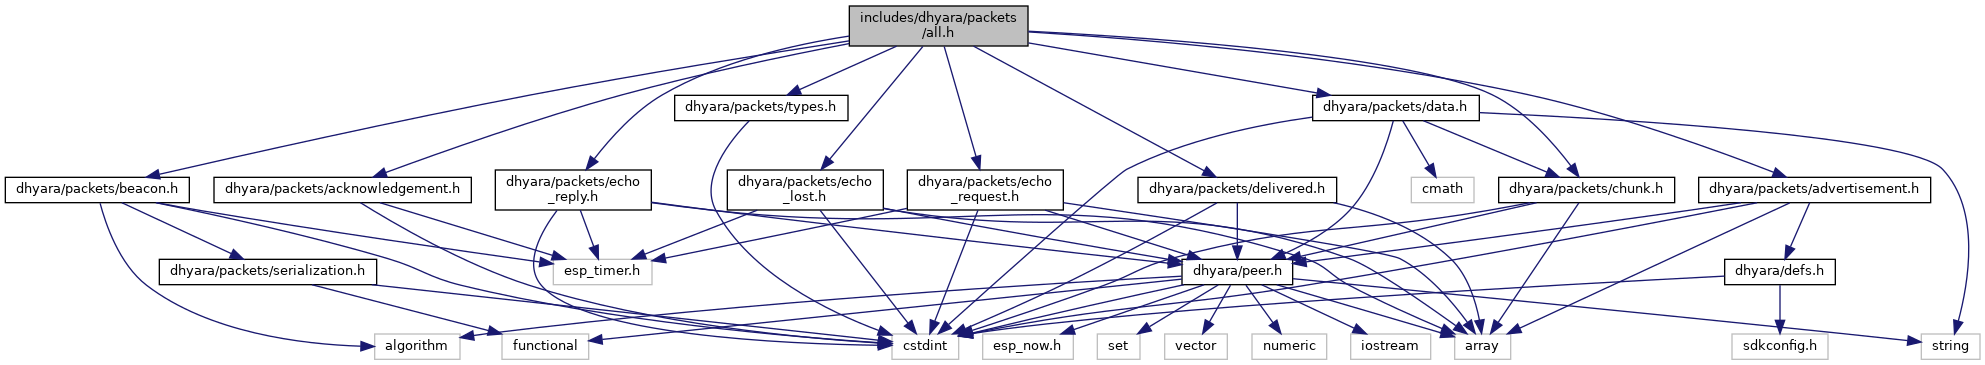 includes/dhyara/packets
/all.h
dhyara/packets/types.h
dhyara/packets/data.h
dhyara/packets/beacon.h
dhyara/packets/acknowledgement.h
dhyara/packets/echo
_reply.h
dhyara/packets/echo
_lost.h
dhyara/packets/echo
_request.h
dhyara/packets/delivered.h
cmath
dhyara/packets/chunk.h
dhyara/packets/advertisement.h
dhyara/packets/serialization.h
esp_timer.h
dhyara/peer.h
dhyara/defs.h
algorithm
functional
cstdint
esp_now.h
set
vector
numeric
iostream
array
sdkconfig.h
string